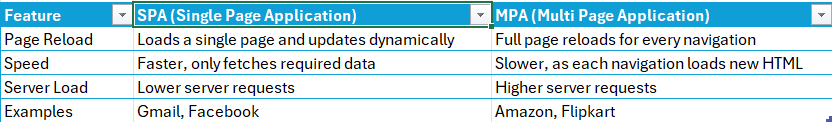 Feature SPA (Single Page Application) MPA (Multi Page Application)
Page Reload Loads a single page and updates dynamically Full page reloads for every navigation
Speed Faster, only fetches required data Slower, as each navigation loads new HTML
Server Load Lower server requests Higher server requests
Examples Gmail, Facebook Amazon, Flipkart